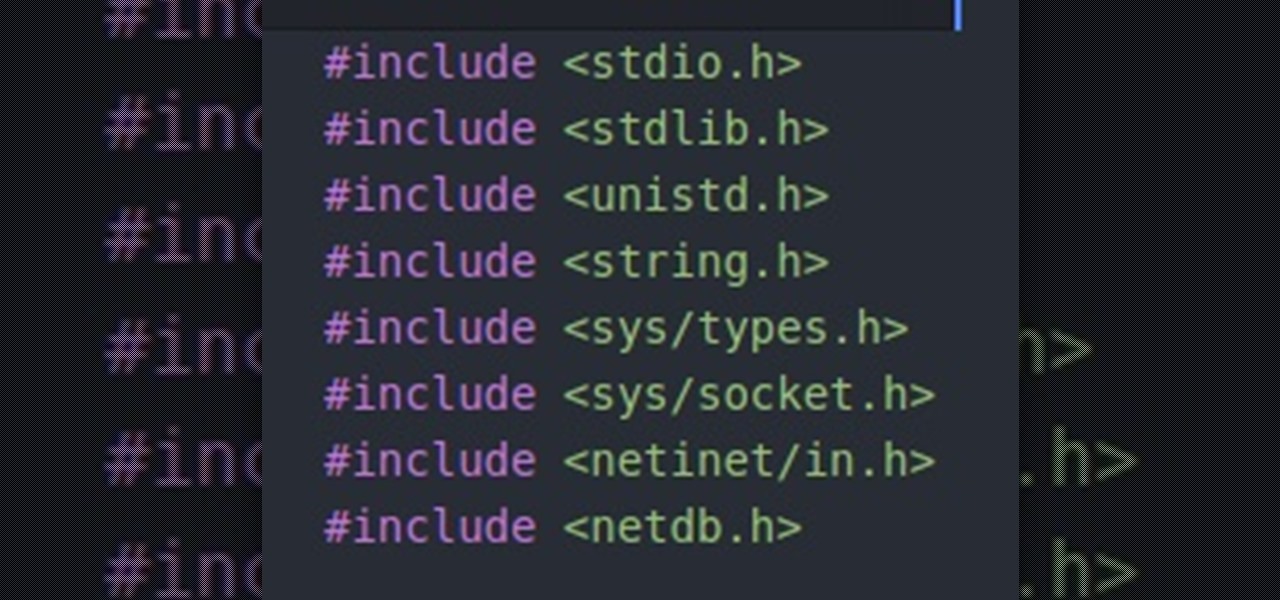 #include <stdio.h>
#include <stdlib.h>
#include <unistd.h>
#include <string.h>
#include <sys/types.h>
#include <sys/socket.h>
#include <netinet/in.h>
#include <netdb.h>